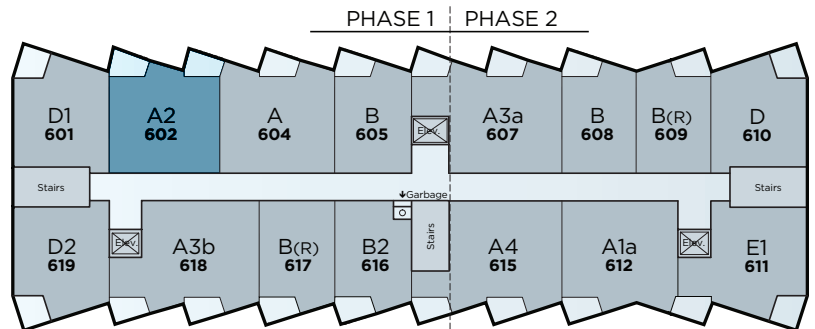 PHASE 1 PHASE 2
D1
601
A2
602
A
604
B
605
Elev.
A3a
607
B
608
B(R)
609
D
610
Stairs
Stairs
Garbage
D2
619
Elev.
A3b
618
B(R)
617
B2
616
Stairs
A4
615
A1a
612
Elev.
E1
611